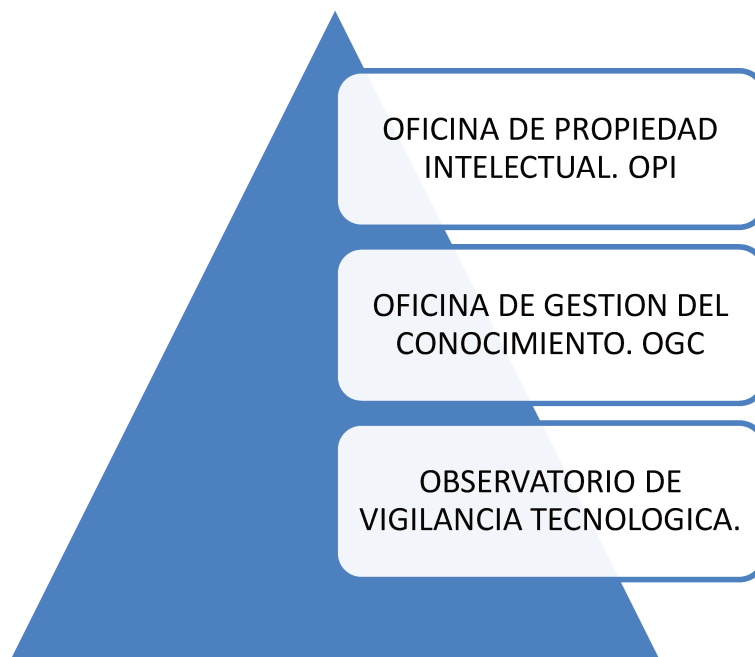 OFICINA DE PROPIEDAD
INTELECTUAL. OPI
OFICINA DE GESTION DEL
CONOCIMIENTO. OGC
OBSERVATORIO DE
VIGILANCIA TECNOLOGICA.